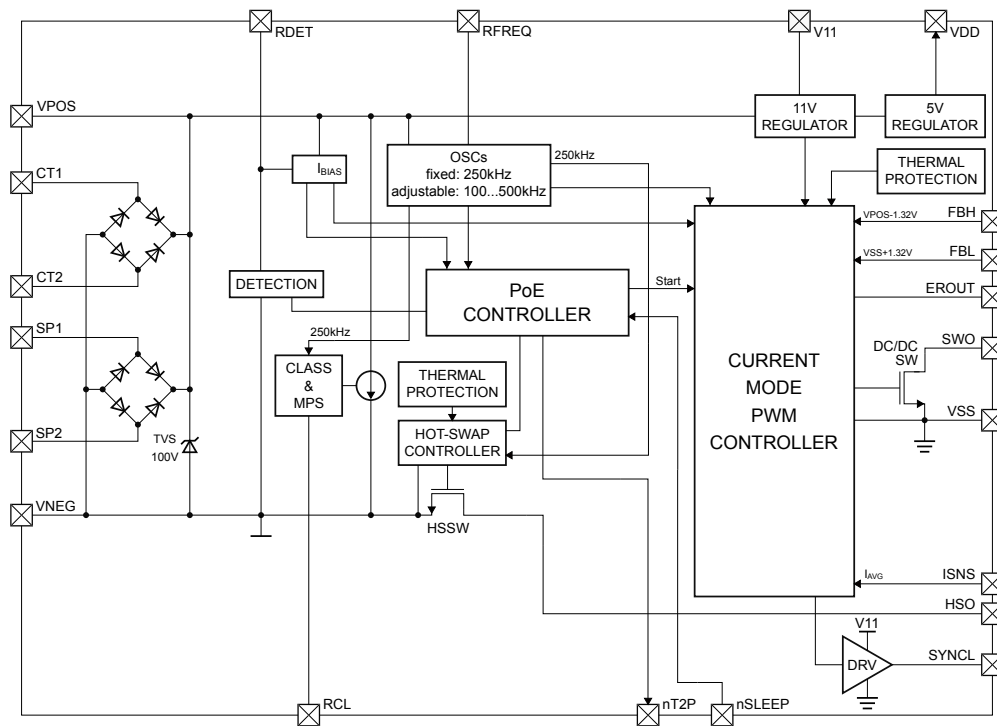 RDET
RFREQ
V11
VDD
VPOS
11V
REGULATOR
5V
REGULATOR
OSCs
fixed: 250kHz
adjustable: 100...500kHz
250kHz
IBIAS
THERMAL
PROTECTION
CT1
VPOS-1.32V
FBH
VSS+1.32V
FBL
CT2
DETECTION
PoE
CONTROLLER
Start
EROUT
SP1
250kHz
CLASS
&
MPS
THERMAL
PROTECTION
CURRENT
MODE
PWM
CONTROLLER
DC/DC
SW
SWO
SP2
TVS
100V
HOT-SWAP
CONTROLLER
VSS
VNEG
HSSW
IAVG
ISNS
HSO
V11
DRV
SYNCL
RCL
nT2P
nSLEEP